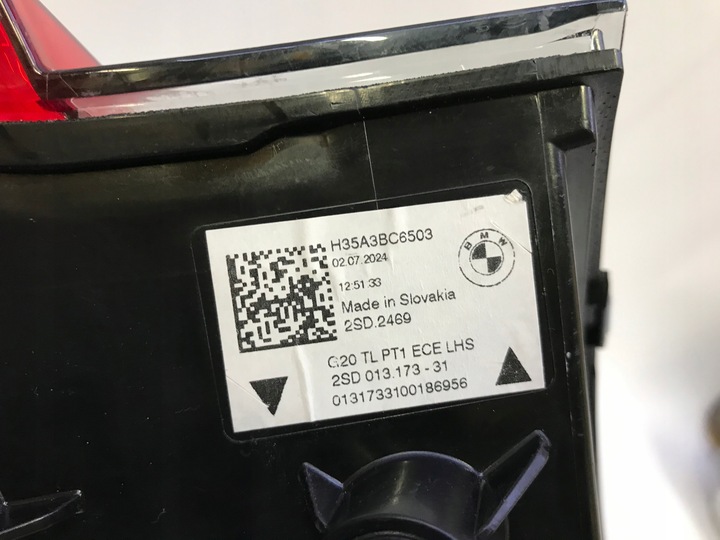 H35A3BC6503
02.07.2024
12:51:33
Made in Slovakia
2SD.2469
BMW
G20 TL PT1 ECE LHS
2SD 013.173 - 31
0131733100186956